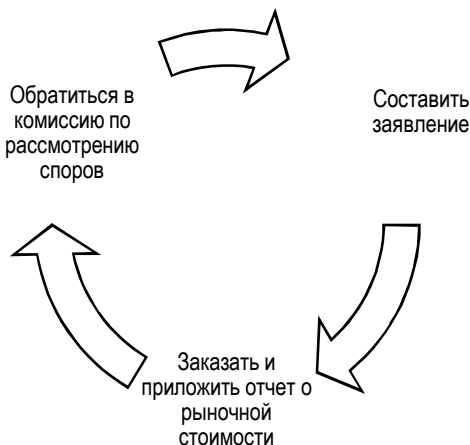 Обратиться в
комиссию по
рассмотрению
споров
Составить
заявление
Заказать и
приложить отчет о
рыночной
стоимости